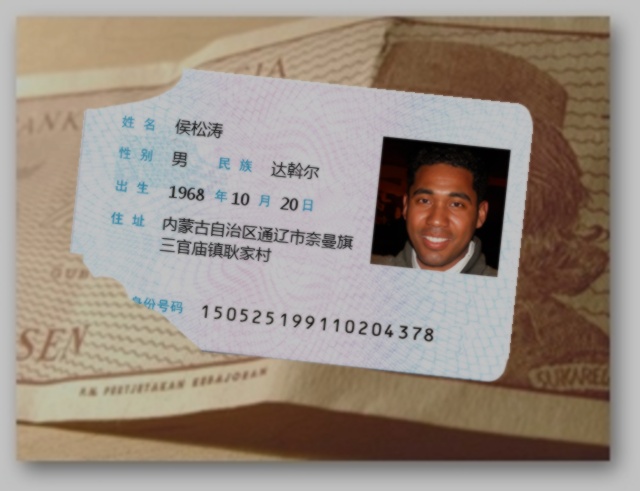 姓名 侯松涛
性别 男 民族 达斡尔
出生 1968 年 10 月 20 日
住址 内蒙古自治区通辽市奈曼旗
三官庙镇耿家村
身份号码 150525199110204378
SEN
P.N. PERTJETAKAN KEBAJORAN